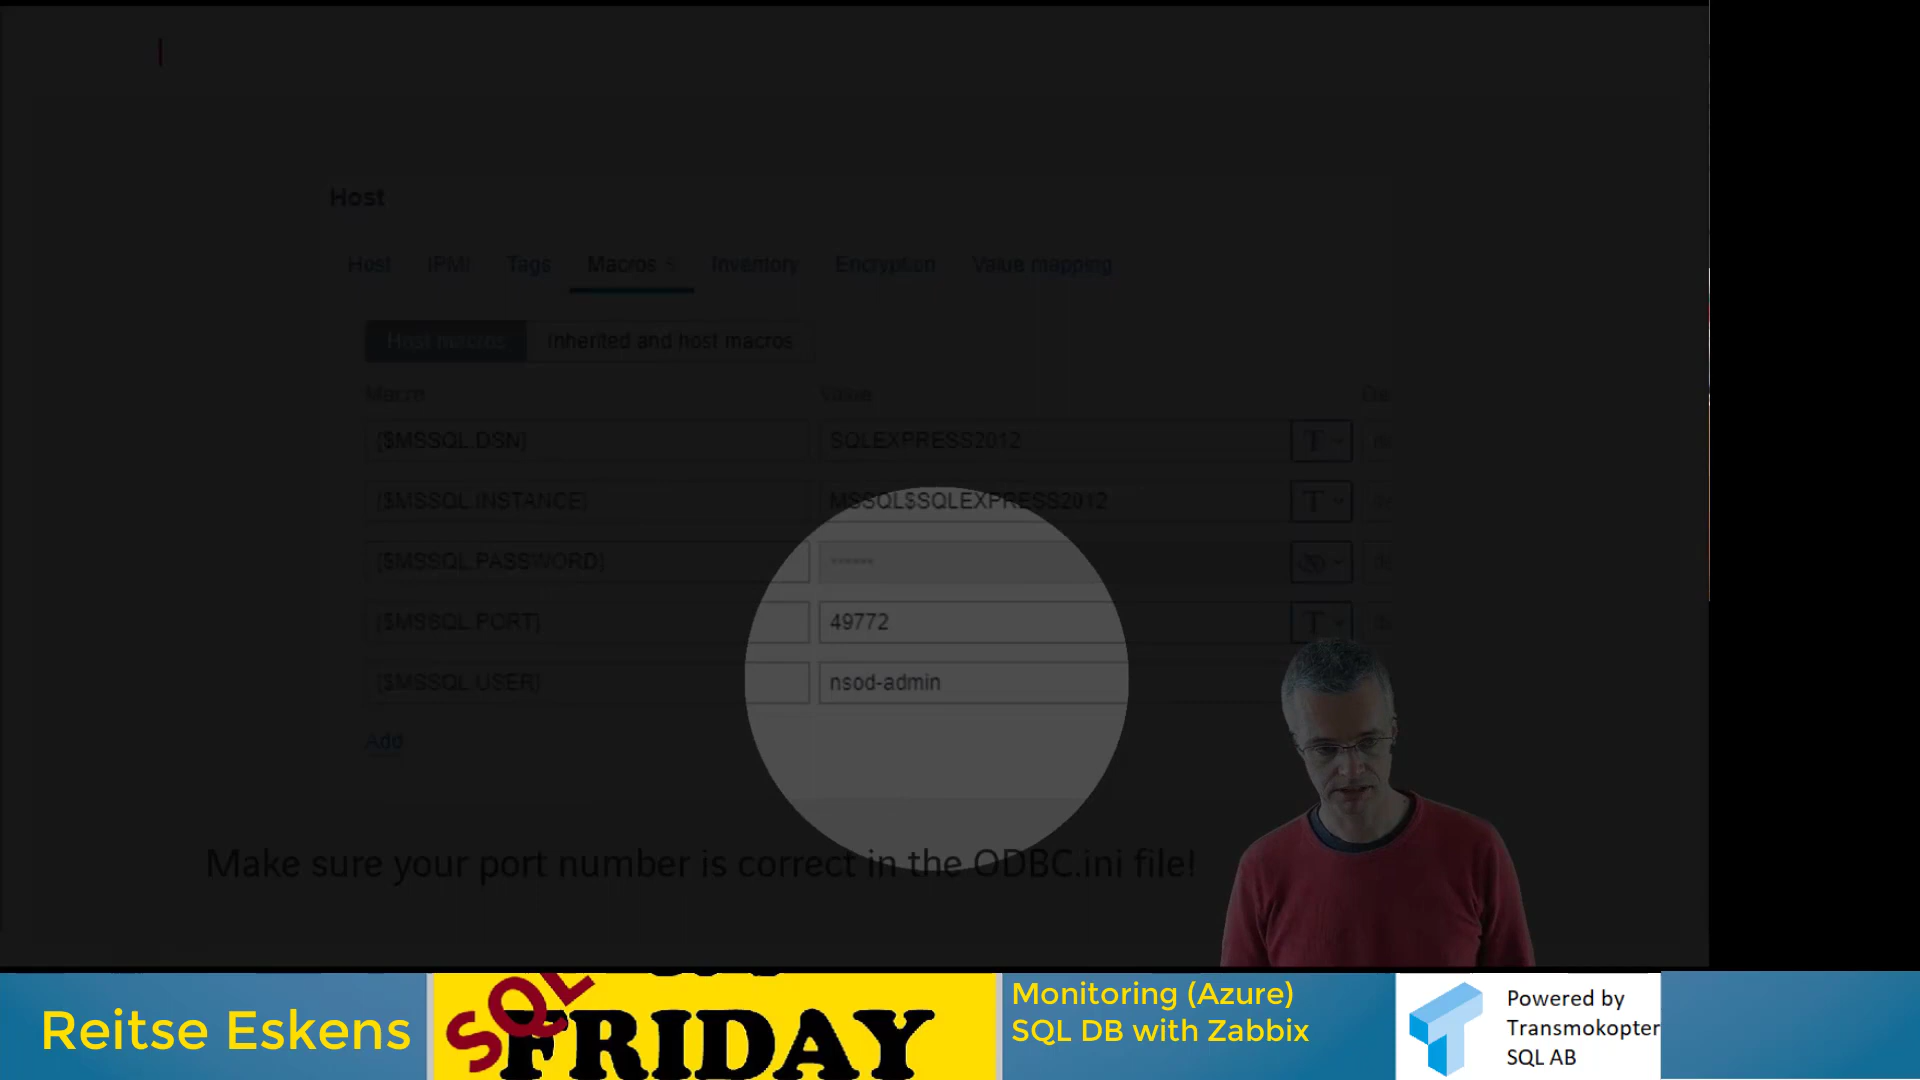 Host
Host IPMI Tags Macros 5 Inventory Encryption Value mapping
Host macros Inherited and host macros
Macro Value
{$MSSQL.DSN} SQLEXPRESS2012 T
{$MSSQL.INSTANCE} MSSQL$SQLEXPRESS2012 T
{$MSSQL.PASSWORD} ******
{$MSSQL.PORT} 49772 T
{$MSSQL.USER} nsod-admin
Add
Make sure your port number is correct in the ODBC.ini file!
Reitse Eskens
SQL
FRIDAY
Monitoring (Azure)
SQL DB with Zabbix
Powered by
Transmokopter
SQL AB